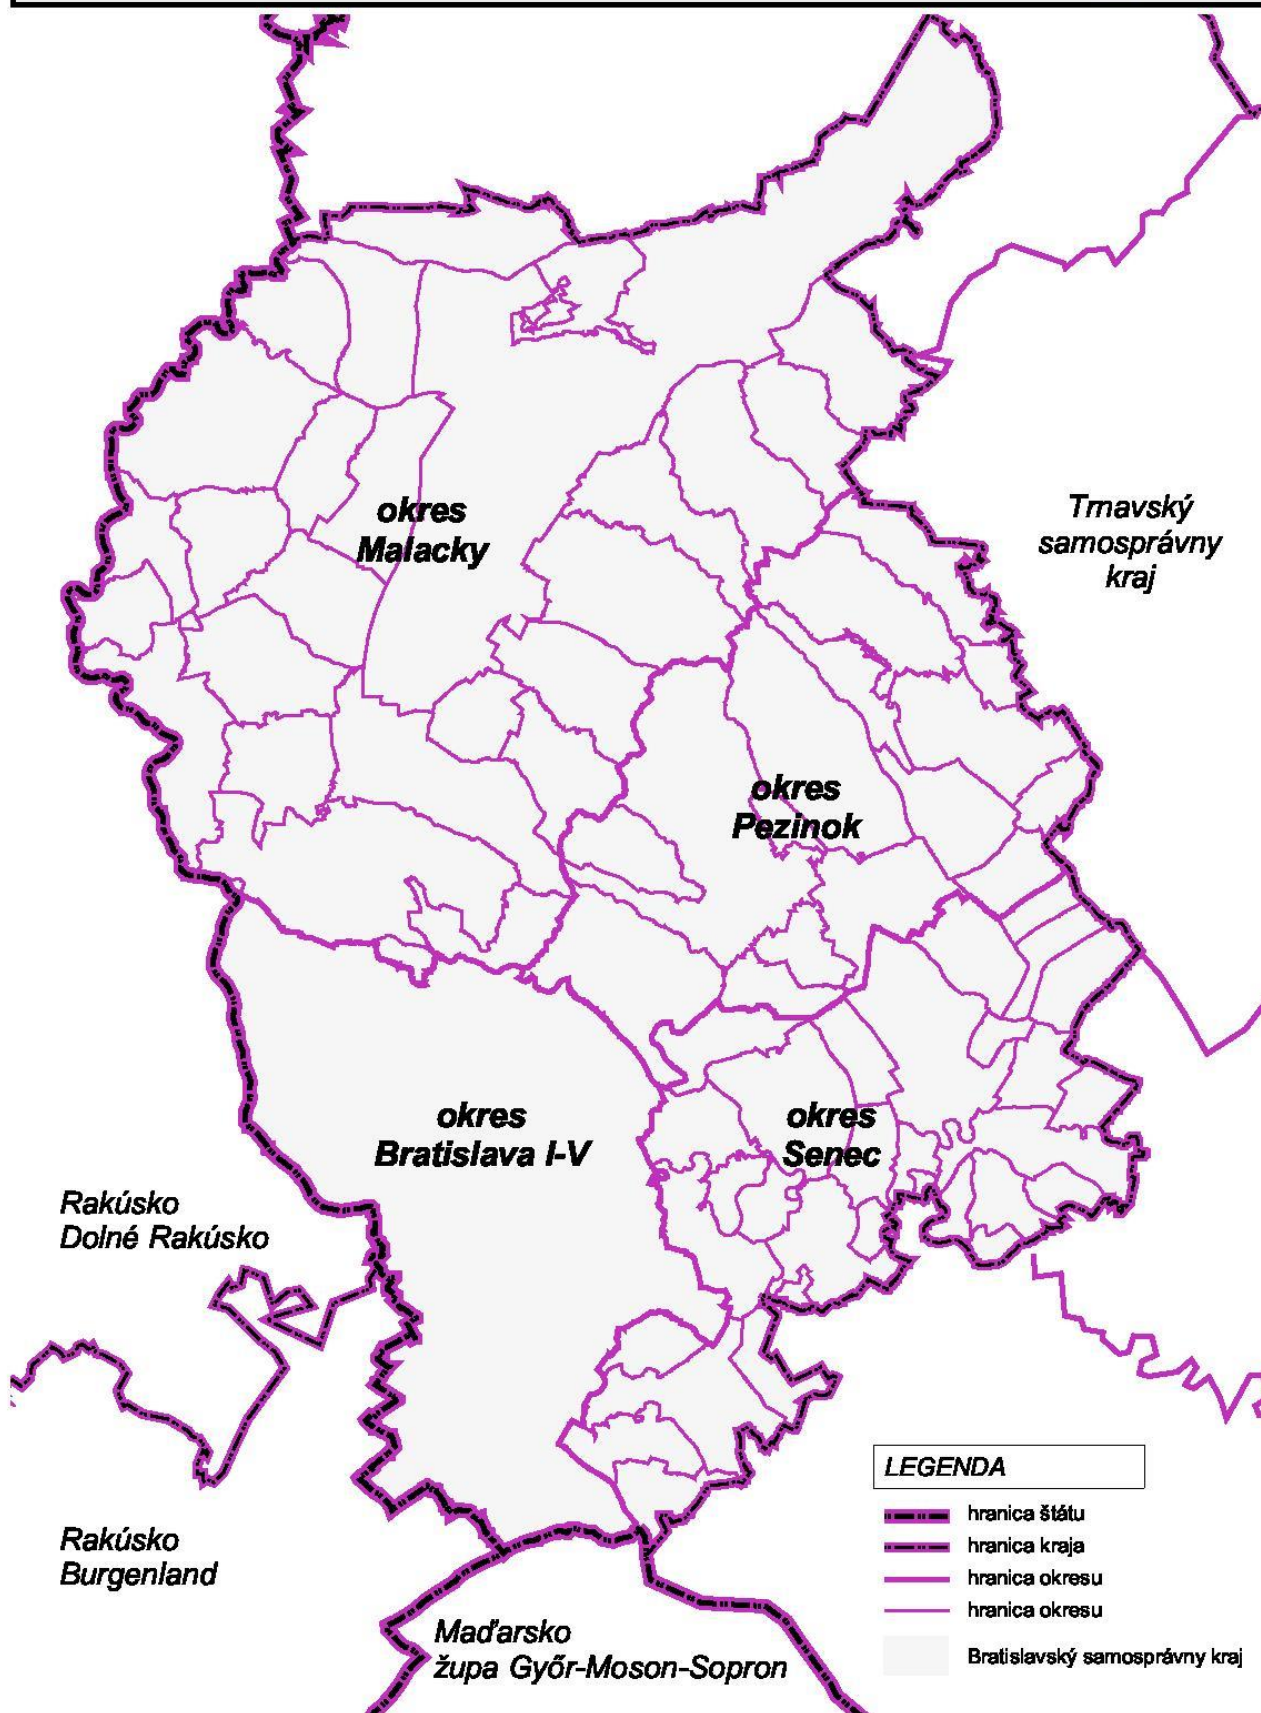 okres
Malacky
Trnavský
samosprávny
kraj
okres
Pezinok
okres
Bratislava I-V
okres
Senec
Rakúsko
Dolné Rakúsko
Rakúsko
Burgenland
Maďarsko
župa Győr-Moson-Sopron
LEGENDA
hranica štátu
hranica kraja
hranica okresu
hranica okresu
Bratislavský samosprávny kraj